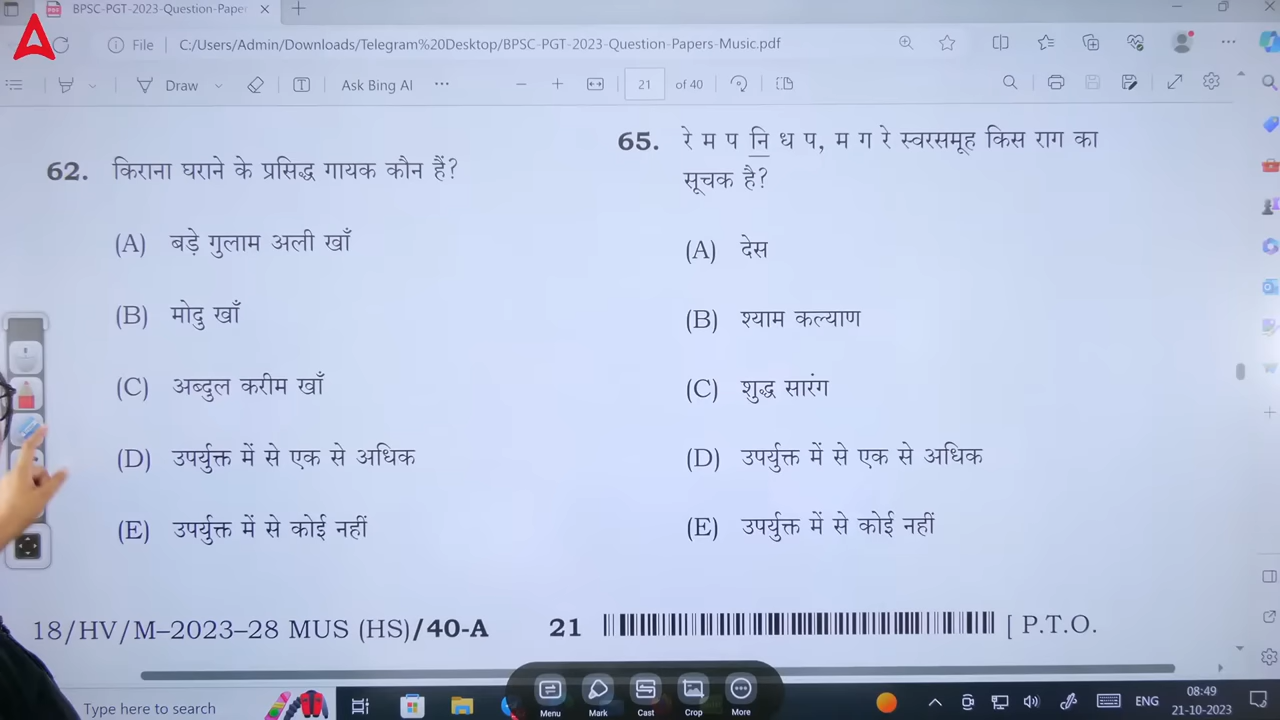 BPSC-PGT-2023-Question-Paper
File
C:/Users/Admin/Downloads/Telegram%20Desktop/BPSC-PGT-2023-Question-Papers-Music.pdf
Draw
Ask Bing AI
21
of 40
62. किराना घराने के प्रसिद्ध गायक कौन हैं?
(A) बड़े गुलाम अली खाँ
(B) मोदु खाँ
(C) अब्दुल करीम खाँ
(D) उपर्युक्त में से एक से अधिक
(E) उपर्युक्त में से कोई नहीं
65. रे म प नि ध प, म ग रे स्वरसमूह किस राग का
सूचक है?
(A) देस
(B) श्याम कल्याण
(C) शुद्ध सारंग
(D) उपर्युक्त में से एक से अधिक
(E) उपर्युक्त में से कोई नहीं
18/HV/M–2023–28 MUS (HS)/40-A
21
[ P.T.O.
Menu
Mark
Cast
Crop
More
Type here to search
ENG
08:49
21-10-2023